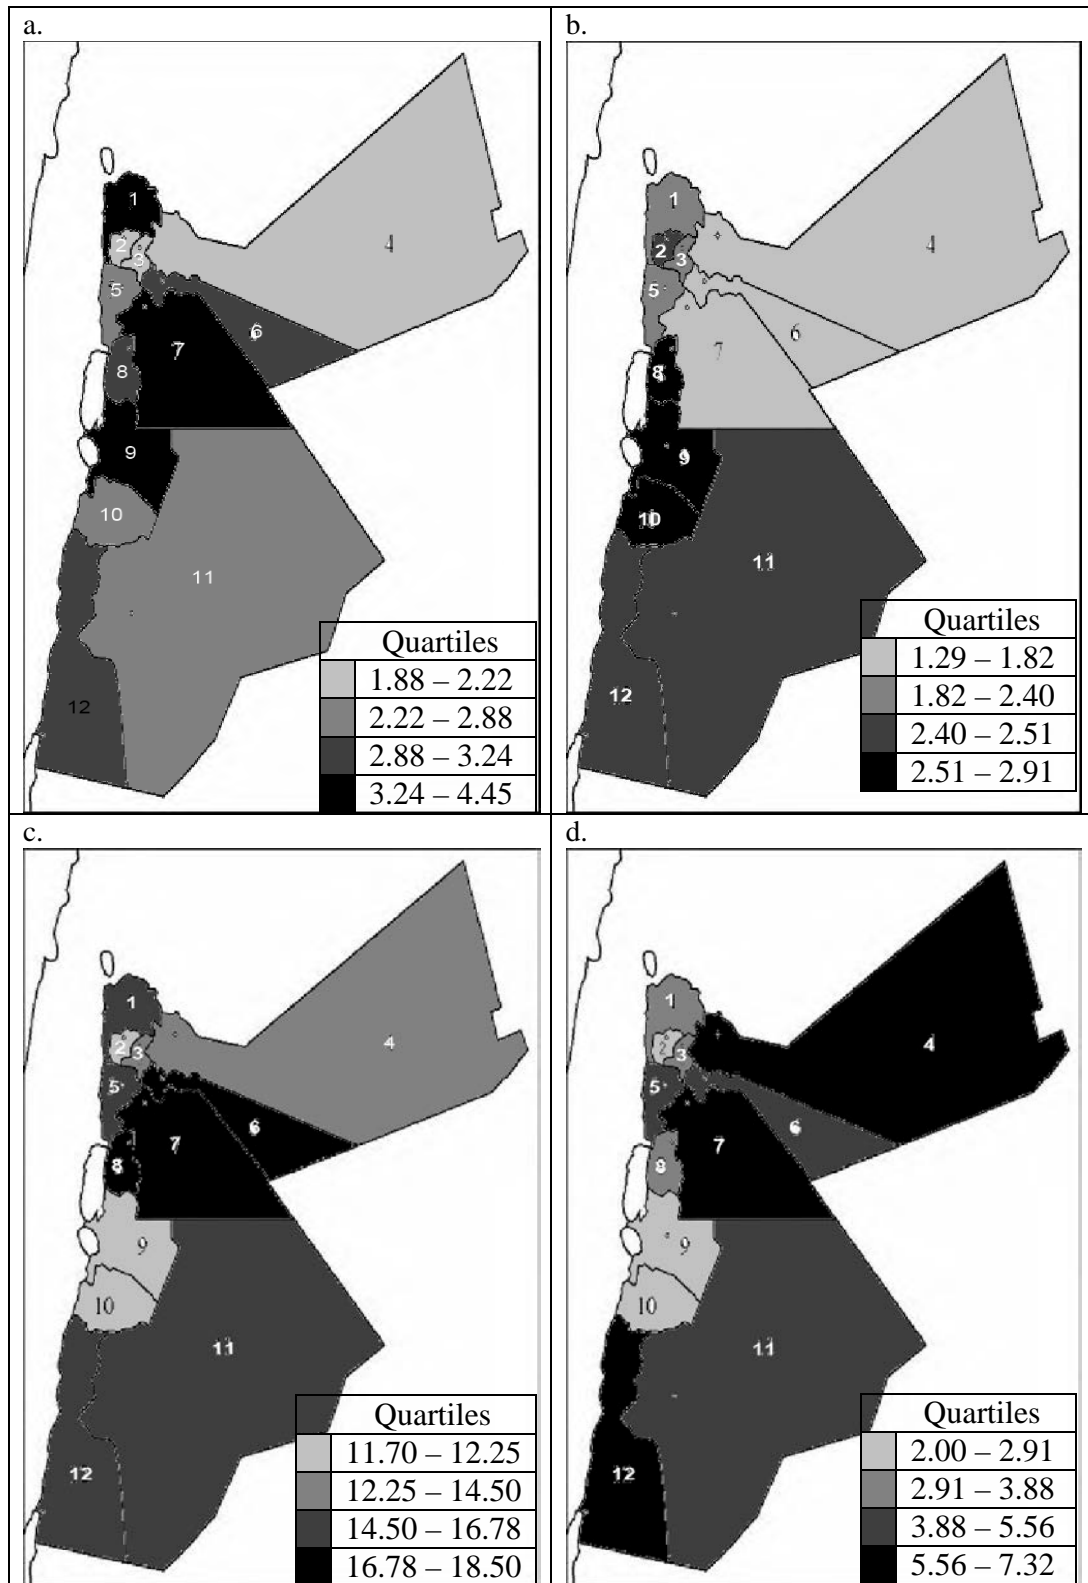 a.
1
2
3
4
5
6
7
8
9
10
11
12
Quartiles
1.88 – 2.22
2.22 – 2.88
2.88 – 3.24
3.24 – 4.45
b.
1
2
3
4
5
6
7
8
9
10
11
12
Quartiles
1.29 – 1.82
1.82 – 2.40
2.40 – 2.51
2.51 – 2.91
c.
1
2
3
4
5
6
7
8
9
10
11
12
Quartiles
11.70 – 12.25
12.25 – 14.50
14.50 – 16.78
16.78 – 18.50
d.
1
2
3
4
5
6
7
8
9
10
11
12
Quartiles
2.00 – 2.91
2.91 – 3.88
3.88 – 5.56
5.56 – 7.32